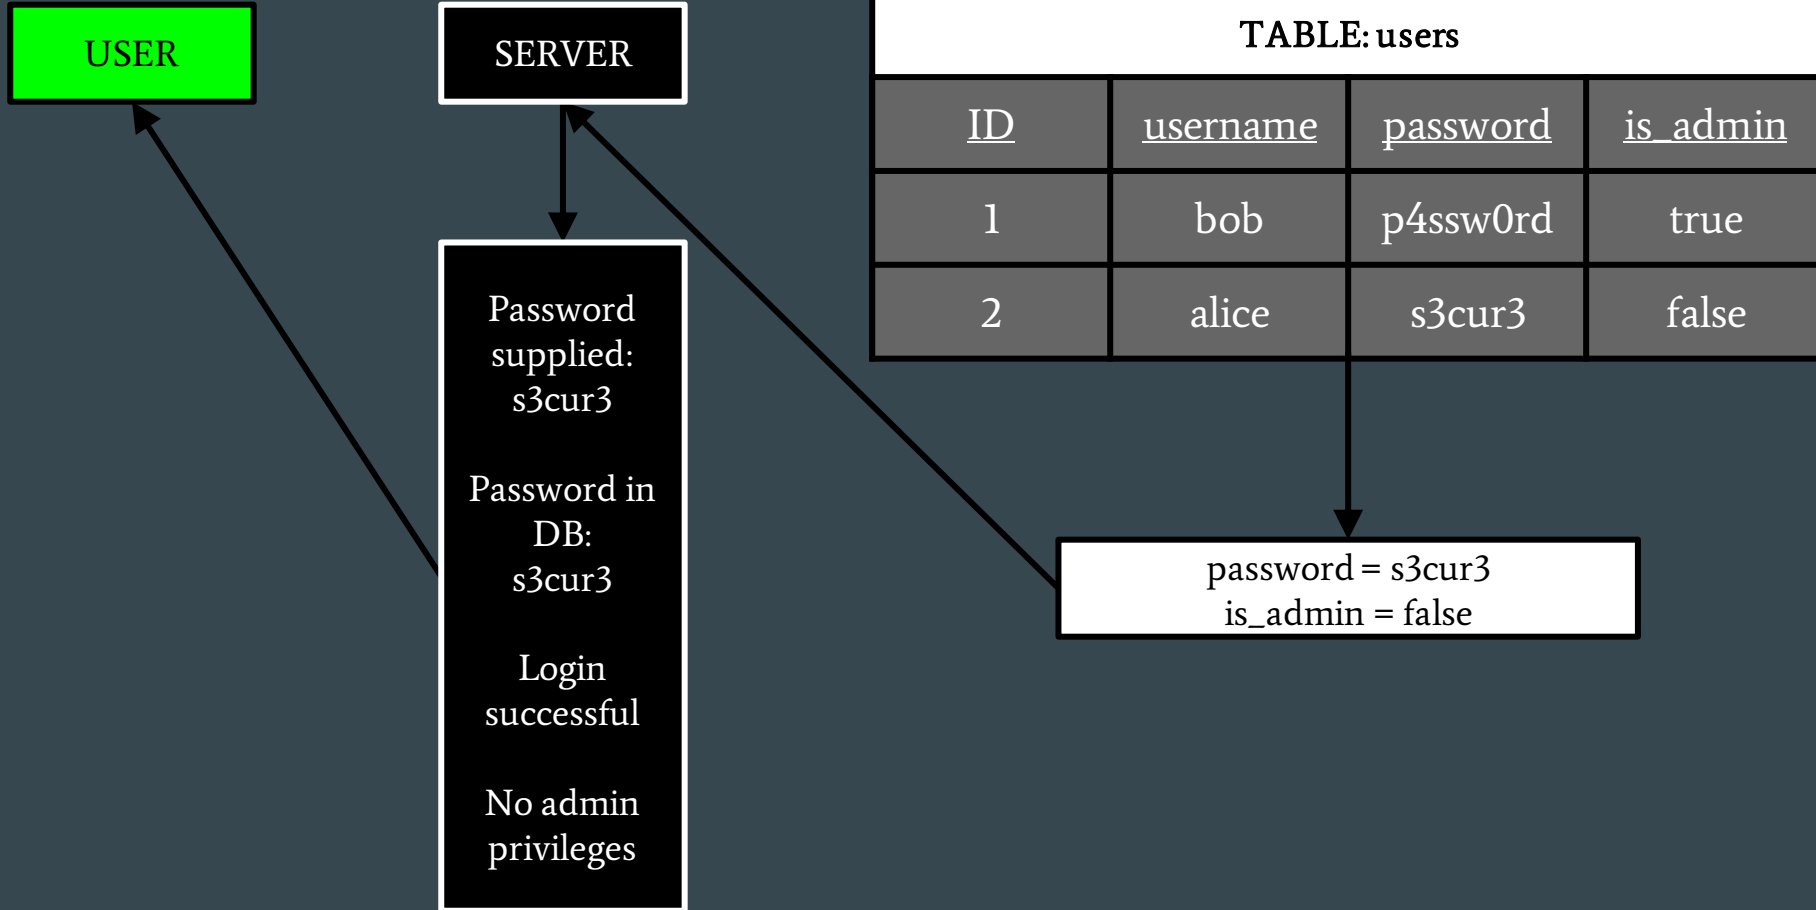 USER
SERVER
TABLE: users
ID username password is_admin
1 bob p4ssw0rd true
2 alice s3cur3 false
Password
supplied:
s3cur3
Password in
DB:
s3cur3
Login
successful
No admin
privileges
password = s3cur3
is_admin = false